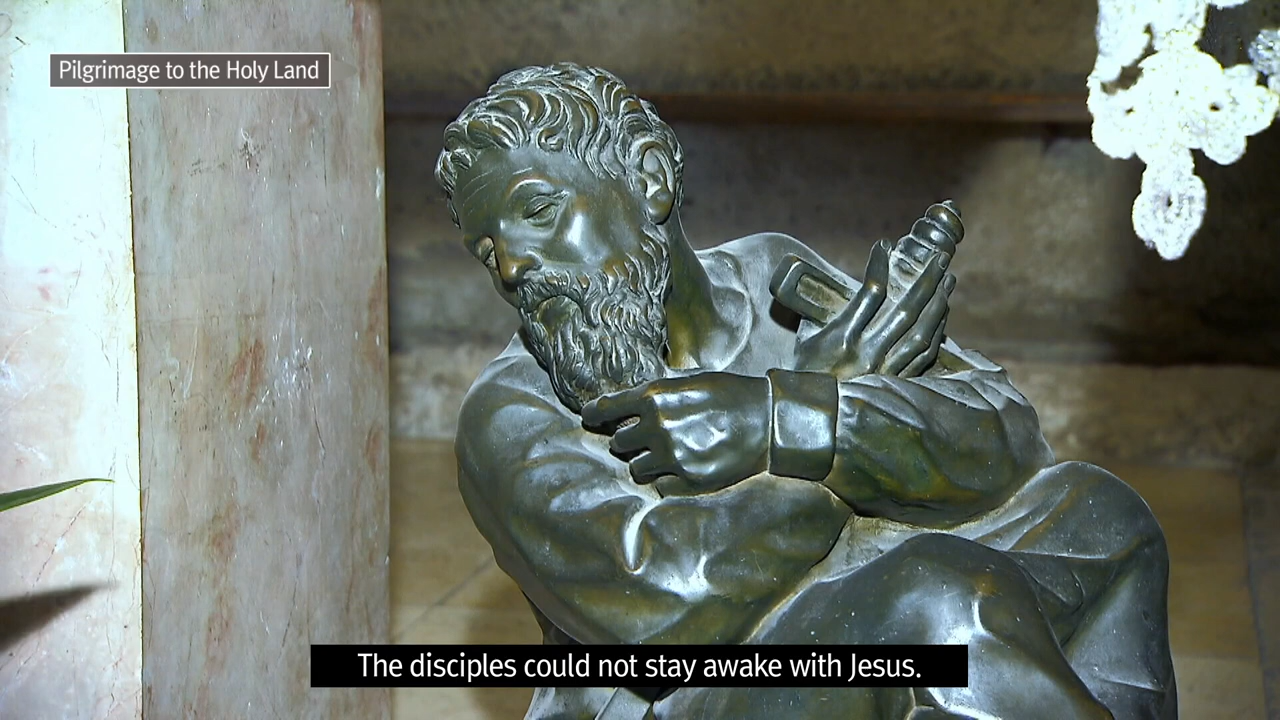 Pilgrimage to the Holy Land
The disciples could not stay awake with Jesus.